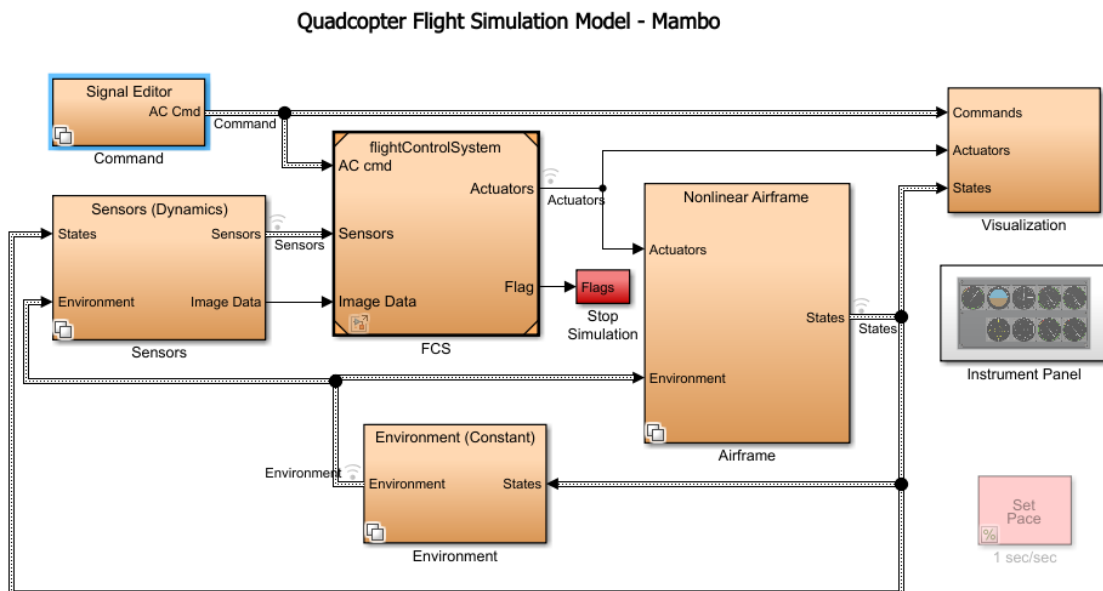 Quadcopter Flight Simulation Model - Mambo
Signal Editor
AC Cmd
Command
Command
flightControlSystem
AC cmd
Sensors
Image Data
Actuators
Flag
FCS
Actuators
Sensors (Dynamics)
States
Environment
Sensors
Image Data
Sensors
Sensors
Flags
Stop
Simulation
Nonlinear Airframe
Actuators
Environment
States
Airframe
States
Commands
Actuators
States
Visualization
Instrument Panel
Environment (Constant)
Environment
States
Environment
Environment
Set
Pace
%
1 sec/sec